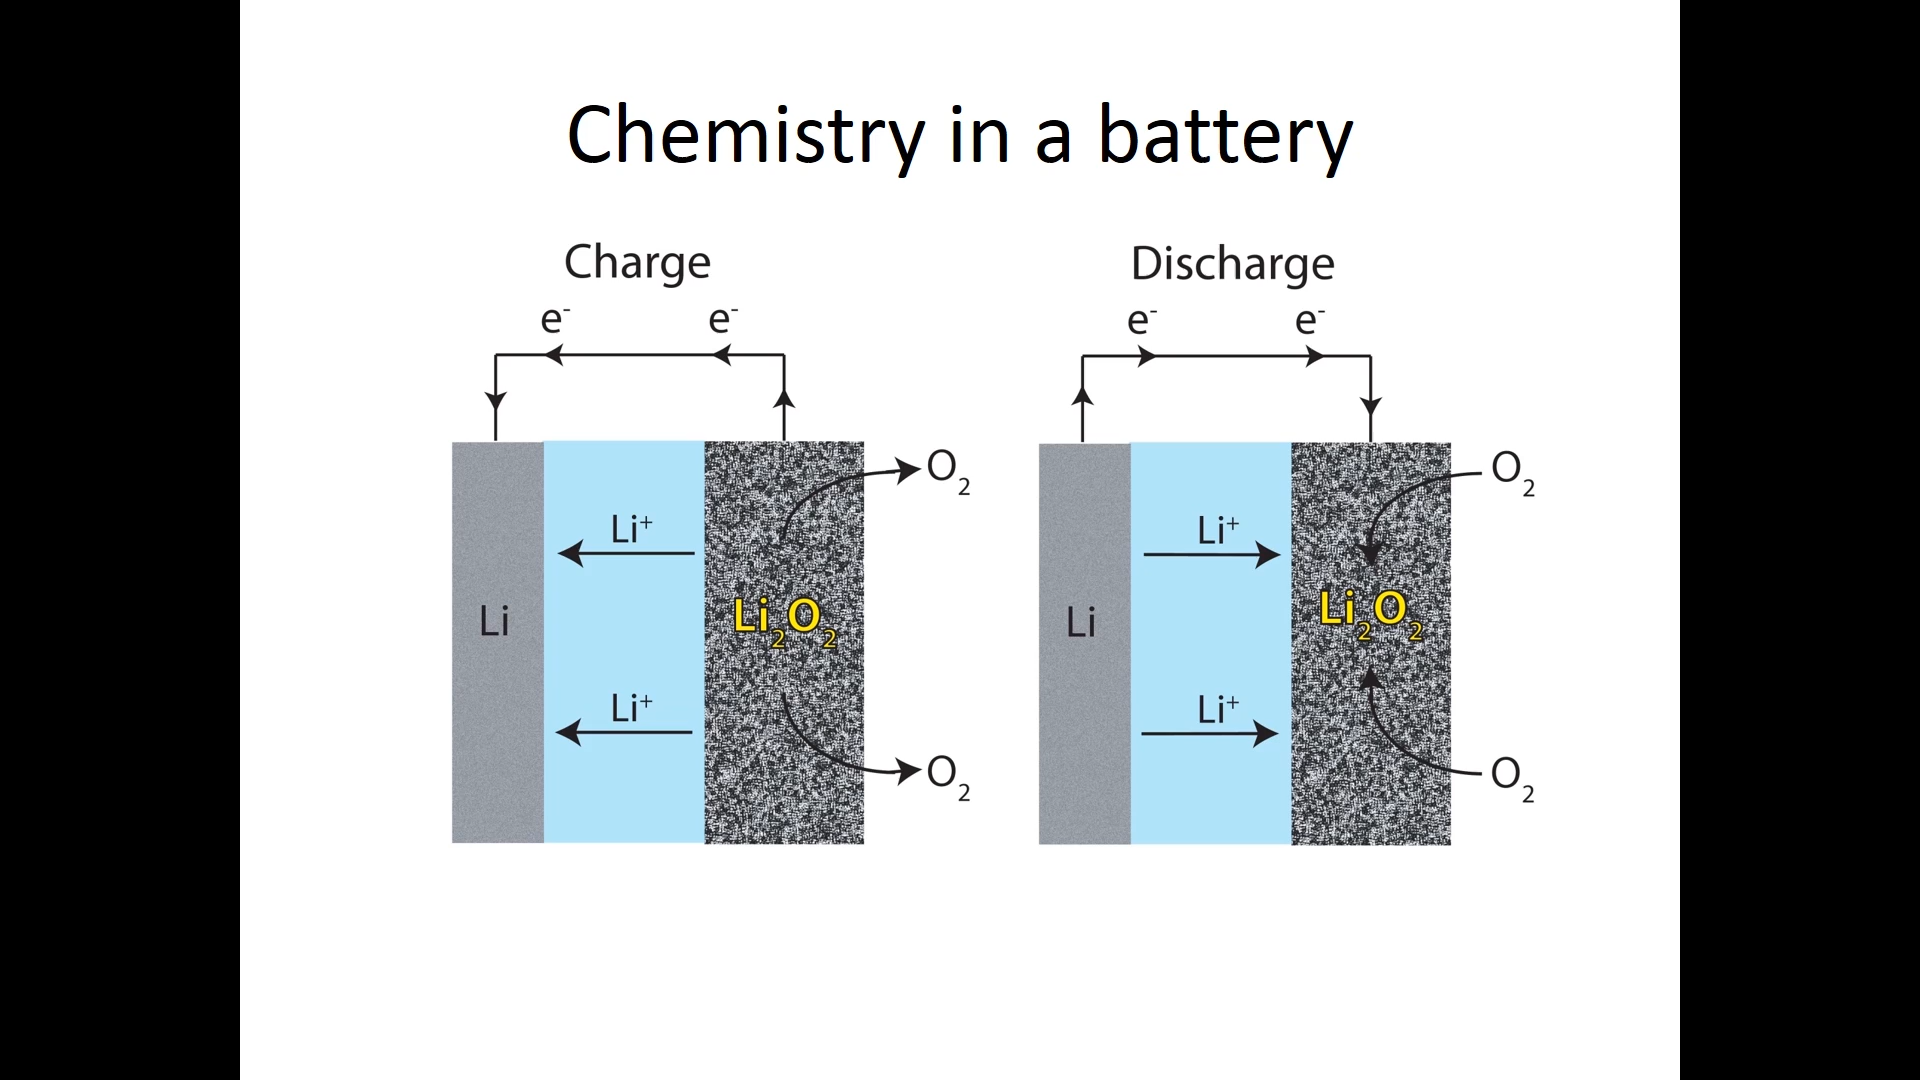 Chemistry in a battery
Charge
e⁻ e⁻
Li⁺
Li
Li₂O₂
Li⁺
O₂
O₂
Discharge
e⁻ e⁻
Li⁺
Li
Li₂O₂
Li⁺
O₂
O₂